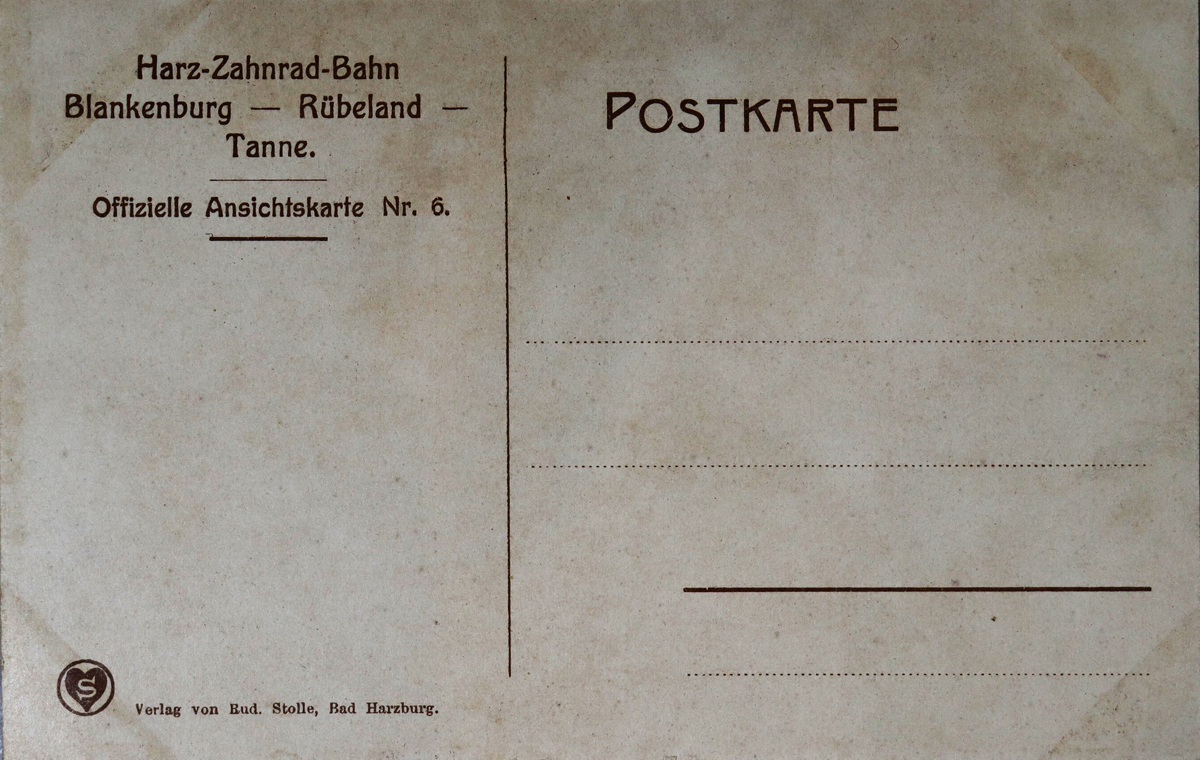 Harz-Zahnrad-Bahn
Blankenburg — Rübeland —
Tanne.
Offizielle Ansichtskarte Nr. 6.
POSTKARTE
S
Verlag von Rud. Stolle, Bad Harzburg.